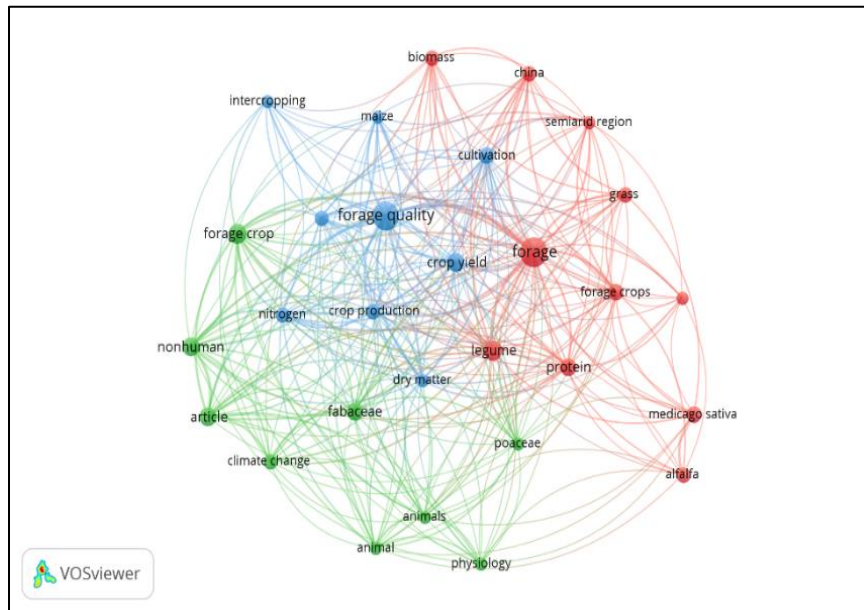 biomass
china
intercropping
maize
semiarid region
cultivation
grass
forage quality
forage crop
forage
crop yield
forage crops
nitrogen
crop production
nonhuman
legume
protein
dry matter
article
fabaceae
medicago sativa
poaceae
climate change
alfalfa
animals
animal
physiology
VOSviewer